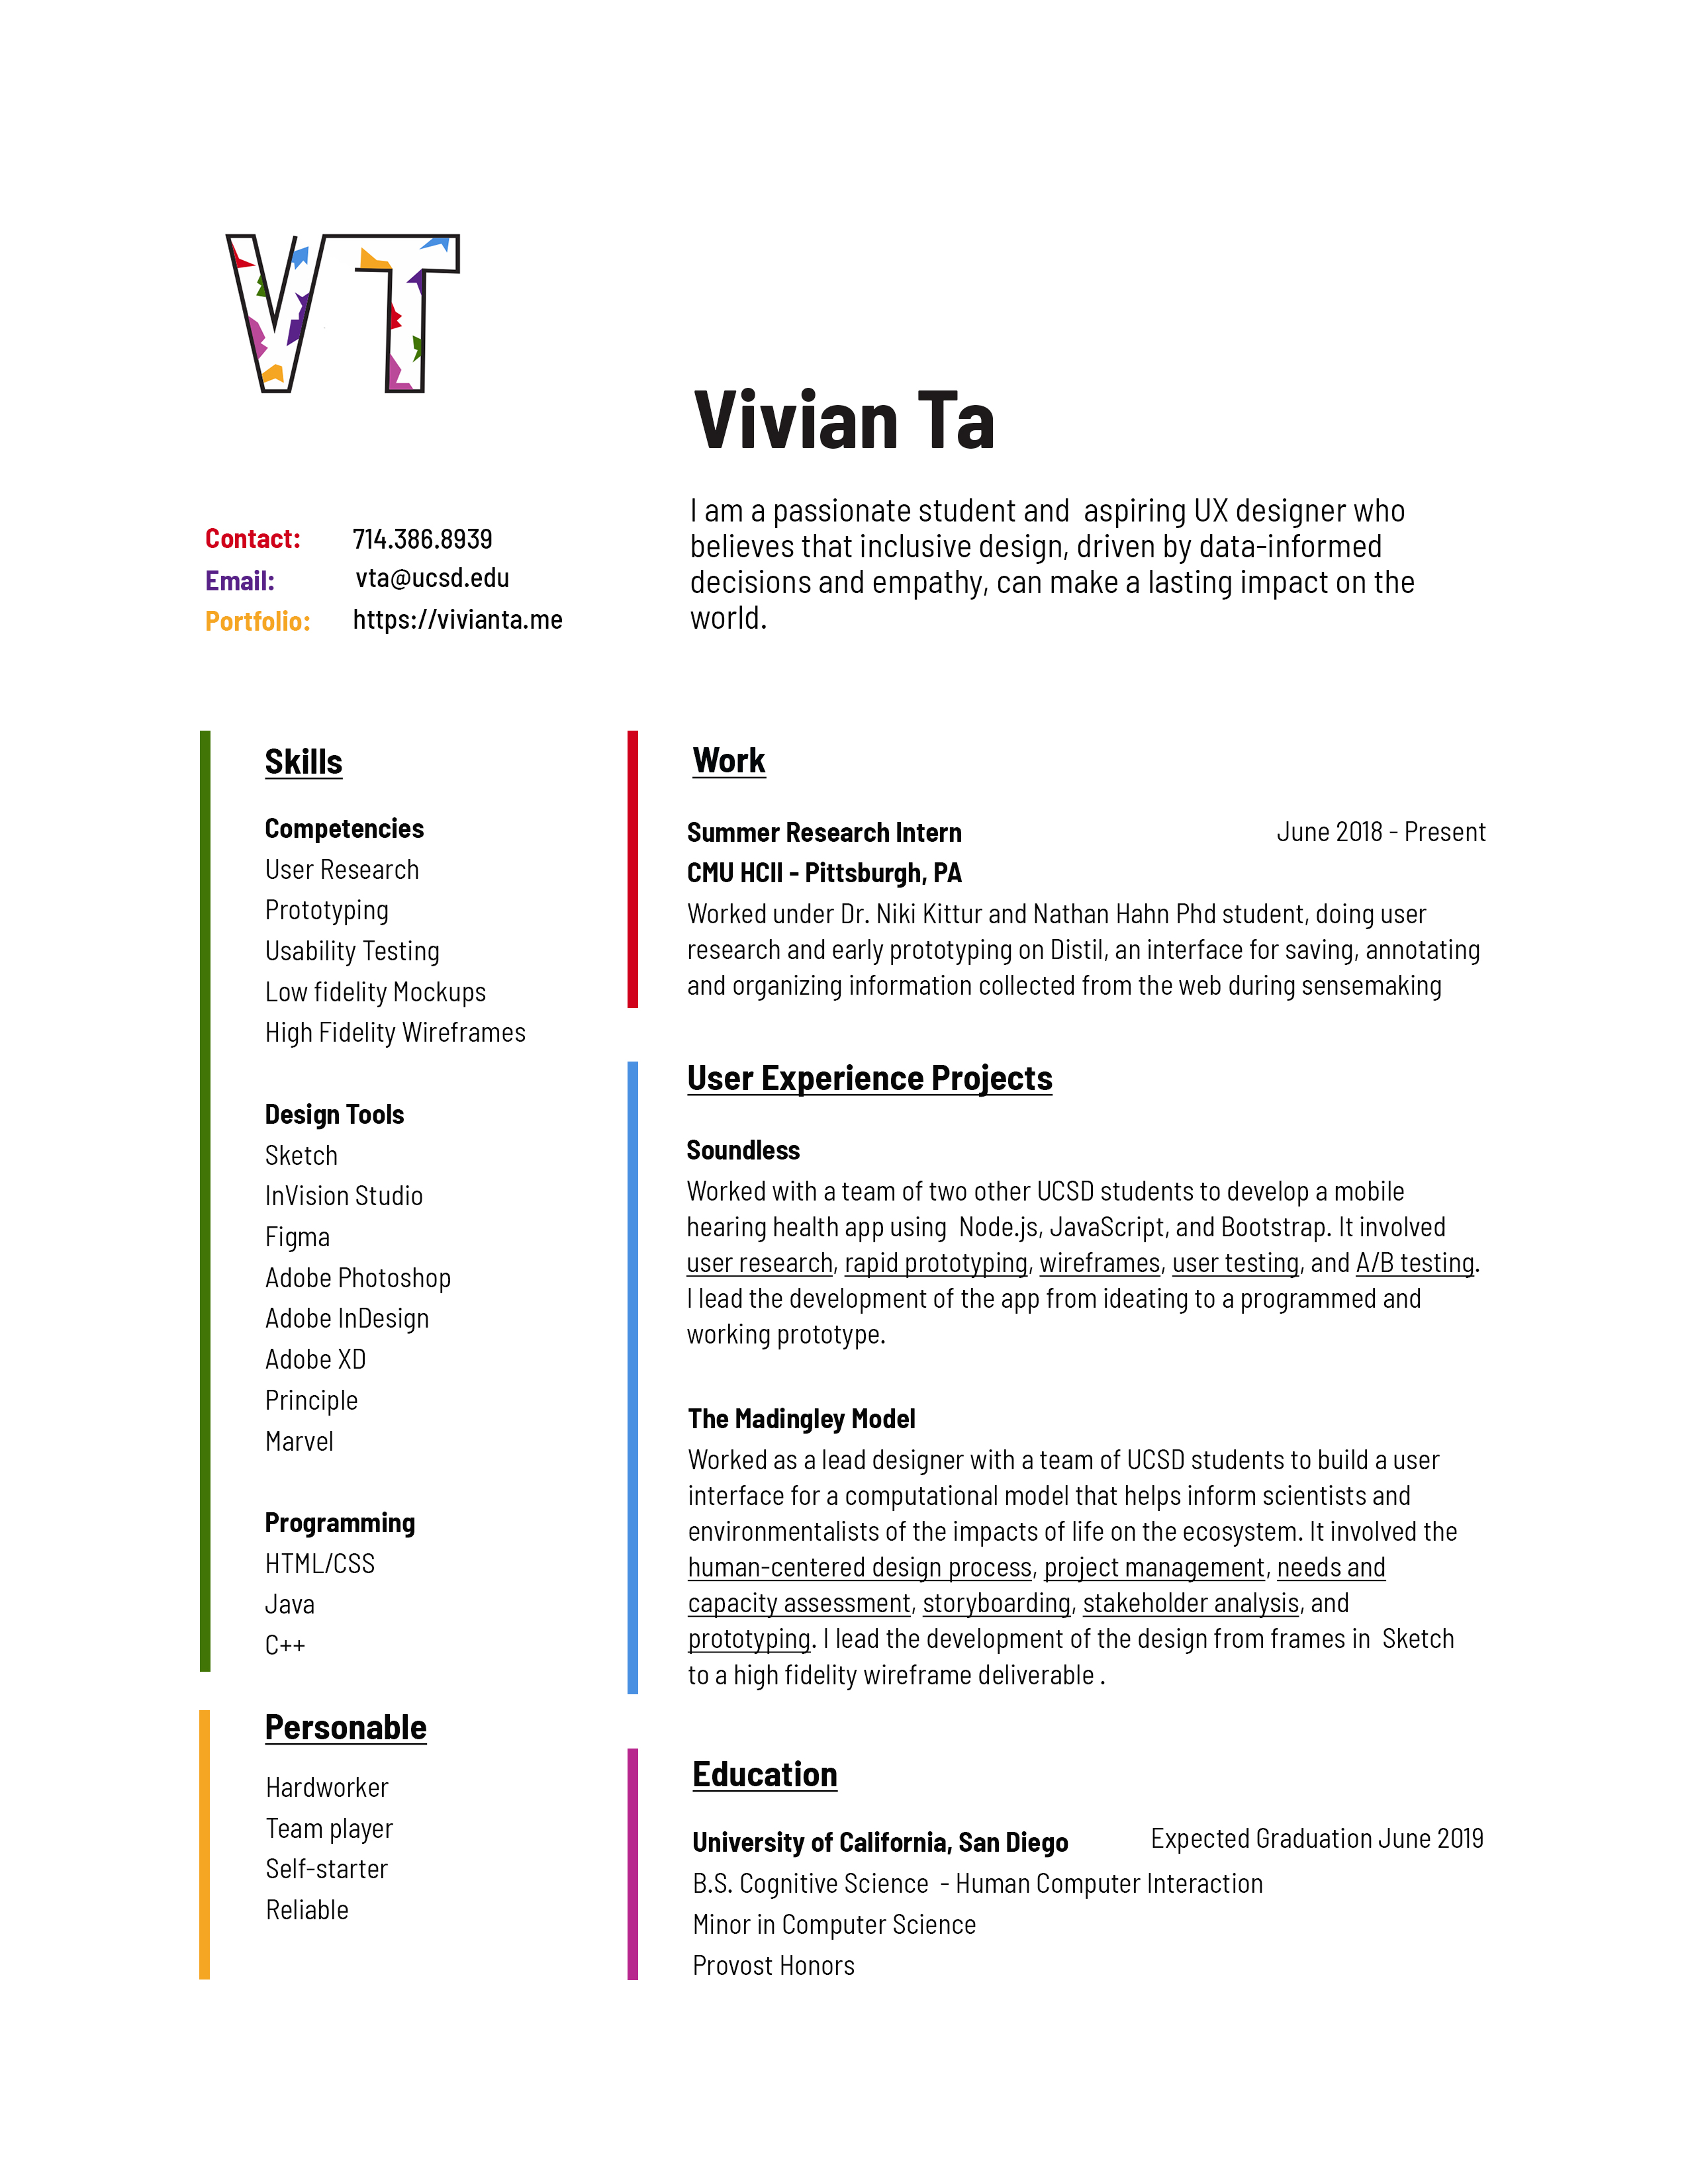 VT
Vivian Ta
Contact: 714.386.8939
Email: vta@ucsd.edu
Portfolio: https://vivianta.me
I am a passionate student and  aspiring UX designer who
believes that inclusive design, driven by data-informed
decisions and empathy, can make a lasting impact on the
world.
Skills
Competencies
User Research
Prototyping
Usability Testing
Low fidelity Mockups
High Fidelity Wireframes
Design Tools
Sketch
InVision Studio
Figma
Adobe Photoshop
Adobe InDesign
Adobe XD
Principle
Marvel
Programming
HTML/CSS
Java
C++
Personable
Hardworker
Team player
Self-starter
Reliable
Work
Summer Research Intern June 2018 - Present
CMU HCII - Pittsburgh, PA
Worked under Dr. Niki Kittur and Nathan Hahn Phd student, doing user
research and early prototyping on Distil, an interface for saving, annotating
and organizing information collected from the web during sensemaking
User Experience Projects
Soundless
Worked with a team of two other UCSD students to develop a mobile
hearing health app using  Node.js, JavaScript, and Bootstrap. It involved
user research, rapid prototyping, wireframes, user testing, and A/B testing.
I lead the development of the app from ideating to a programmed and
working prototype.
The Madingley Model
Worked as a lead designer with a team of UCSD students to build a user
interface for a computational model that helps inform scientists and
environmentalists of the impacts of life on the ecosystem. It involved the
human-centered design process, project management, needs and
capacity assessment, storyboarding, stakeholder analysis, and
prototyping. I lead the development of the design from frames in  Sketch
to a high fidelity wireframe deliverable .
Education
University of California, San Diego Expected Graduation June 2019
B.S. Cognitive Science  - Human Computer Interaction
Minor in Computer Science
Provost Honors